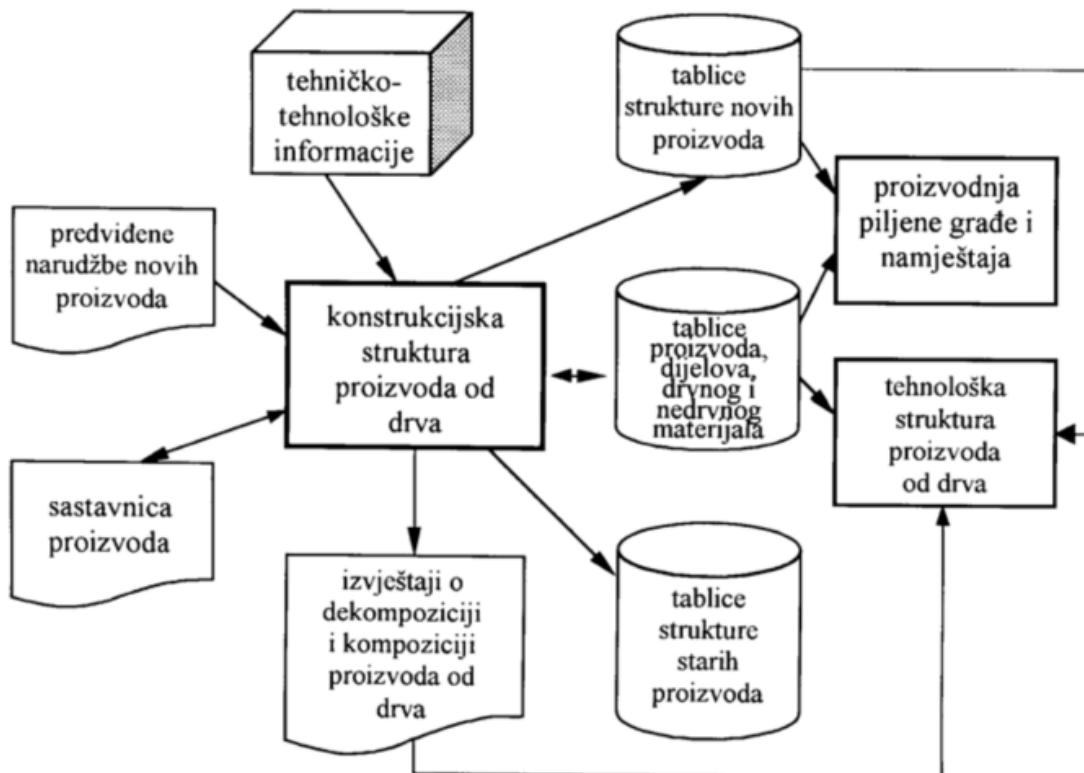 tehničko-
tehnološke
informacije
tablice
strukture novih
proizvoda
proizvodnja
piljene građe i
namještaja
predviđene
narudžbe novih
proizvoda
konstrukcijska
struktura
proizvoda od
drva
tablice
proizvoda,
dijelova,
drvnog i
nedrvnog
materijala
tehnološka
struktura
proizvoda
od drva
sastavnica
proizvoda
izvještaji o
dekompoziciji
i kompoziciji
proizvoda od
drva
tablice
strukture
starih
proizvoda